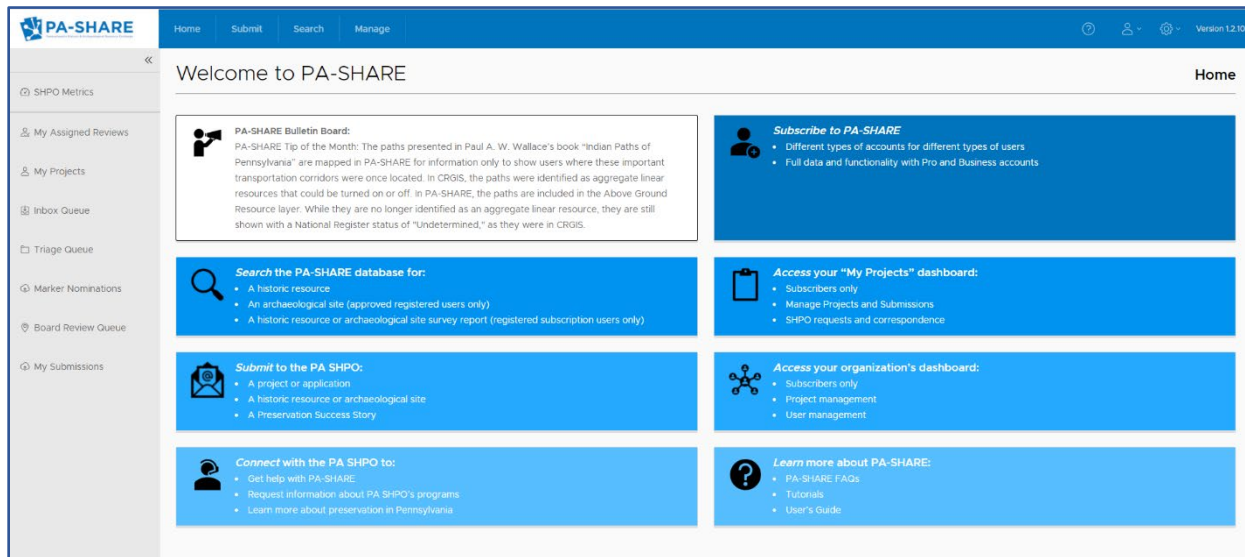 PA-SHARE
Home Submit Search Manage
Version 1.2.10
«
SHPO Metrics
My Assigned Reviews
My Projects
Inbox Queue
Triage Queue
Marker Nominations
Board Review Queue
My Submissions
Welcome to PA-SHARE
Home
PA-SHARE Bulletin Board:
PA-SHARE Tip of the Month: The paths presented in Paul A. W. Wallace's book "Indian Paths of
Pennsylvania" are mapped in PA-SHARE for information only to show users where these important
transportation corridors were once located. In CRGIS, the paths were identified as aggregate linear
resources that could be turned on or off. In PA-SHARE, the paths are included in the Above Ground
Resource layer. While they are no longer identified as an aggregate linear resource, they are still
shown with a National Register status of "Undetermined," as they were in CRGIS.
Subscribe to PA-SHARE
• Different types of accounts for different types of users
• Full data and functionality with Pro and Business accounts
Search the PA-SHARE database for:
• A historic resource
• An archaeological site (approved registered users only)
• A historic resource or archaeological site survey report (registered subscription users only)
Access your "My Projects" dashboard:
• Subscribers only
• Manage Projects and Submissions
• SHPO requests and correspondence
Submit to the PA SHPO:
• A project or application
• A historic resource or archaeological site
• A Preservation Success Story
Access your organization's dashboard:
• Subscribers only
• Project management
• User management
Connect with the PA SHPO to:
• Get help with PA-SHARE
• Request information about PA SHPO's programs
• Learn more about preservation in Pennsylvania
Learn more about PA-SHARE:
• PA-SHARE FAQs
• Tutorials
• User's Guide